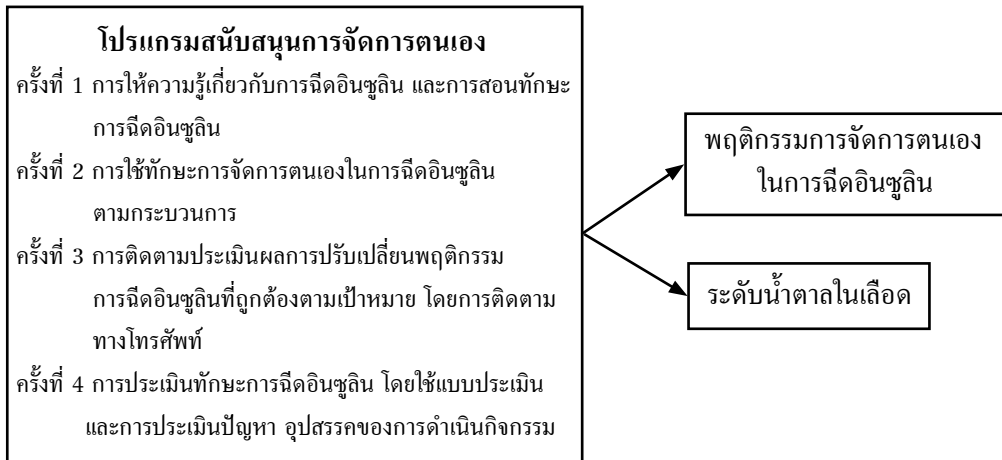 โปรแกรมสนับสนุนการจัดการตนเอง
ครั้งที่ 1 การให้ความรู้เกี่ยวกับการฉีดอินซูลิน และการสอนทักษะ
การฉีดอินซูลิน
ครั้งที่ 2 การใช้ทักษะการจัดการตนเองในการฉีดอินซูลิน
ตามกระบวนการ
ครั้งที่ 3 การติดตามประเมินผลการปรับเปลี่ยนพฤติกรรม
การฉีดอินซูลินที่ถูกต้องตามเป้าหมาย โดยการติดตาม
ทางโทรศัพท์
ครั้งที่ 4 การประเมินทักษะการฉีดอินซูลิน โดยใช้แบบประเมิน
และการประเมินปัญหา อุปสรรคของการดำเนินกิจกรรม
พฤติกรรมการจัดการตนเอง
ในการฉีดอินซูลิน
ระดับน้ำตาลในเลือด